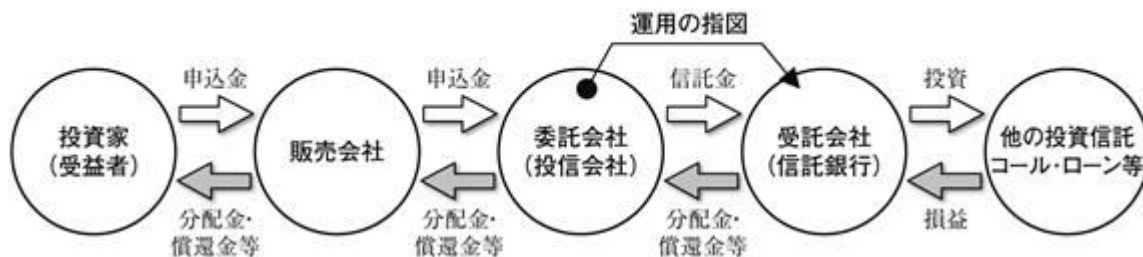 運用の指図
申込金
申込金
信託金
投資
投資家
（受益者）
販売会社
委託会社
（投信会社）
受託会社
（信託銀行）
他の投資信託
コール・ローン等
分配金・
償還金等
分配金・
償還金等
分配金・
償還金等
損益